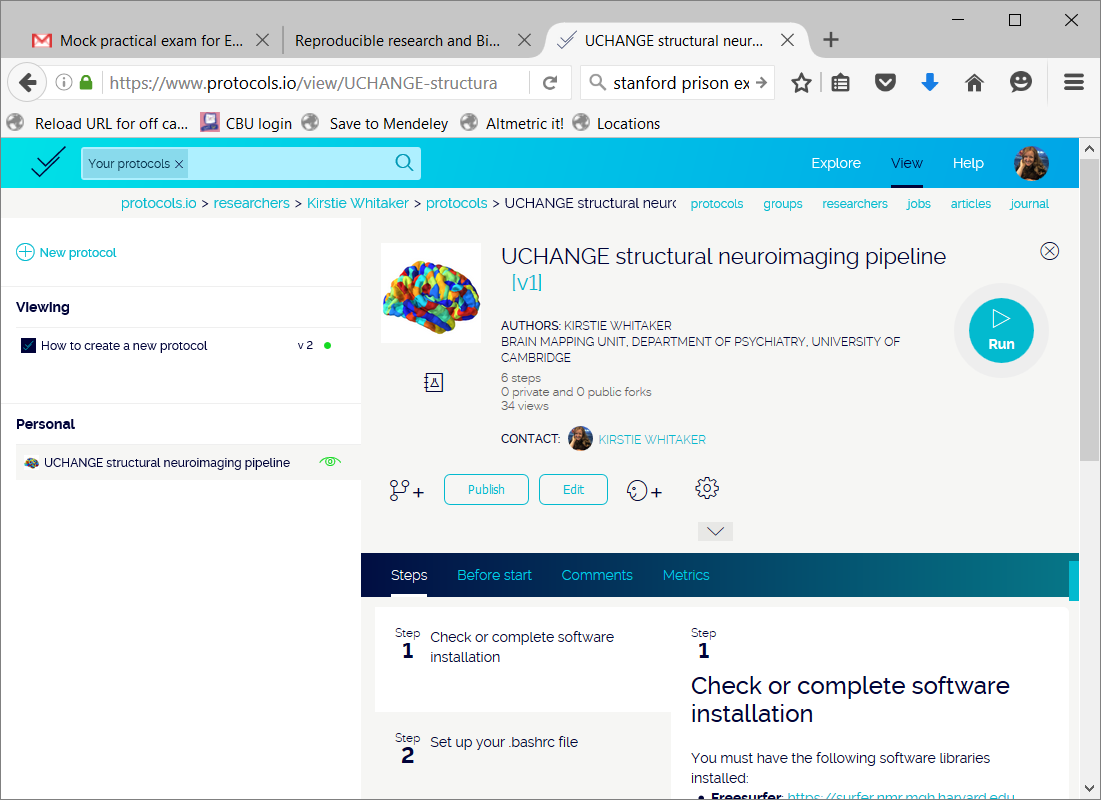 Mock practical exam for E...
Reproducible research and Bi...
UCHANGE structural neur...
https://www.protocols.io/view/UCHANGE-structura
stanford prison ex
Reload URL for off ca...
CBU login
Save to Mendeley
Altmetric it!
Locations
Your protocols
Explore
View
Help
protocols.io > researchers > Kirstie Whitaker > protocols > UCHANGE structural neuro
protocols
groups
researchers
jobs
articles
journal
New protocol
Viewing
How to create a new protocol
v 2
Personal
UCHANGE structural neuroimaging pipeline
UCHANGE structural neuroimaging pipeline
[v1]
AUTHORS: KIRSTIE WHITAKER
BRAIN MAPPING UNIT, DEPARTMENT OF PSYCHIATRY, UNIVERSITY OF
CAMBRIDGE
6 steps
0 private and 0 public forks
34 views
CONTACT: KIRSTIE WHITAKER
Run
Publish
Edit
Steps
Before start
Comments
Metrics
Step
1
Check or complete software
installation
Step
2
Set up your .bashrc file
Step
1
Check or complete software
installation
You must have the following software libraries
installed:
• Freesurfer: https://surfer.nmr.mgh.harvard.edu